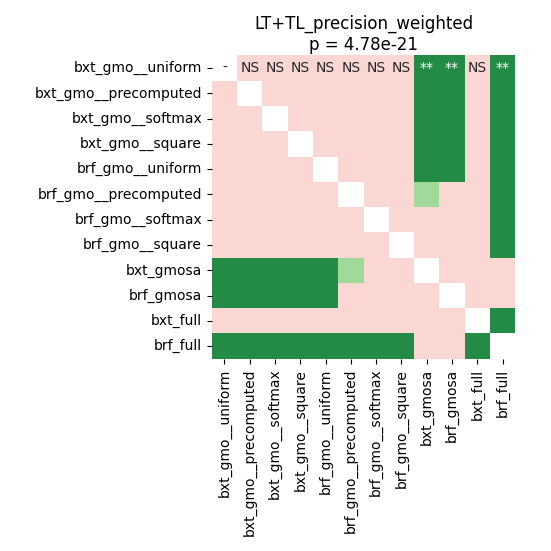 LT+TL_precision_weighted
p = 4.78e-21
bxt_gmo__uniform - NS NS NS NS NS NS NS ** ** NS **
bxt_gmo__precomputed
bxt_gmo__softmax
bxt_gmo__square
brf_gmo__uniform
brf_gmo__precomputed
brf_gmo__softmax
brf_gmo__square
bxt_gmosa
brf_gmosa
bxt_full
brf_full
bxt_gmo__uniform
bxt_gmo__precomputed
bxt_gmo__softmax
bxt_gmo__square
brf_gmo__uniform
brf_gmo__precomputed
brf_gmo__softmax
brf_gmo__square
bxt_gmosa
brf_gmosa
bxt_full
brf_full